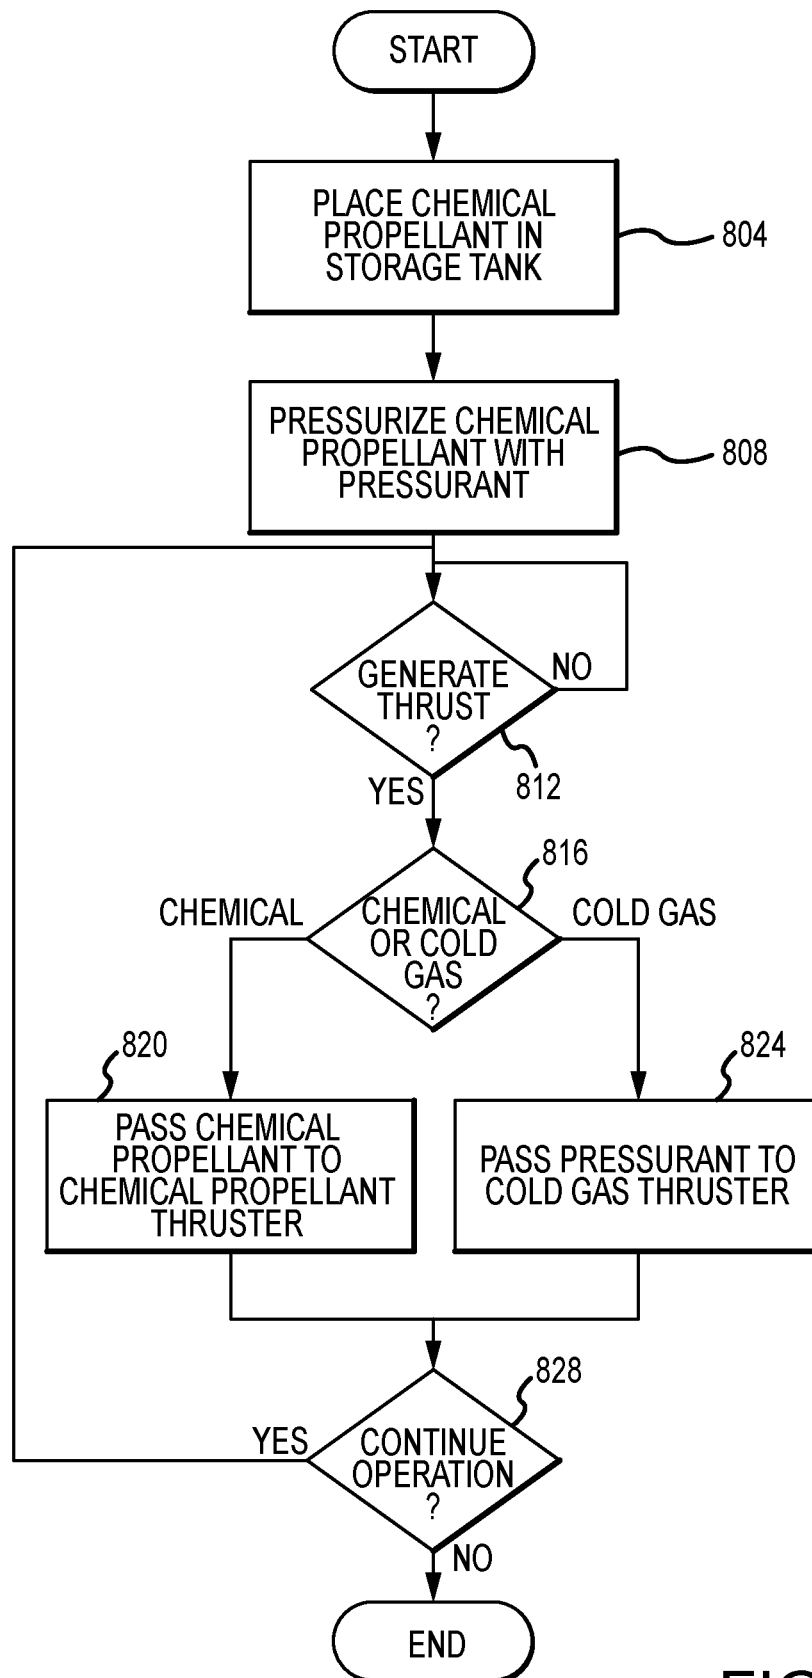 START
PLACE CHEMICAL
PROPELLANT IN
STORAGE TANK
804
PRESSURIZE CHEMICAL
PROPELLANT WITH
PRESSURANT
808
GENERATE
THRUST
?
NO
812
YES
816
CHEMICAL
CHEMICAL
OR COLD
GAS
?
COLD GAS
820
824
PASS CHEMICAL
PROPELLANT TO
CHEMICAL PROPELLANT
THRUSTER
PASS PRESSURANT TO
COLD GAS THRUSTER
828
YES
CONTINUE
OPERATION
?
NO
END